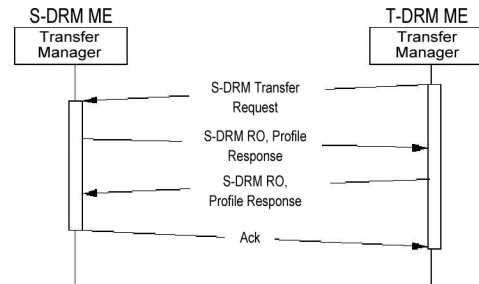 S-DRM ME
T-DRM ME
Transfer
Manager
Transfer
Manager
S-DRM Transfer
Request
S-DRM RO, Profile
Response
S-DRM RO,
Profile Response
Ack